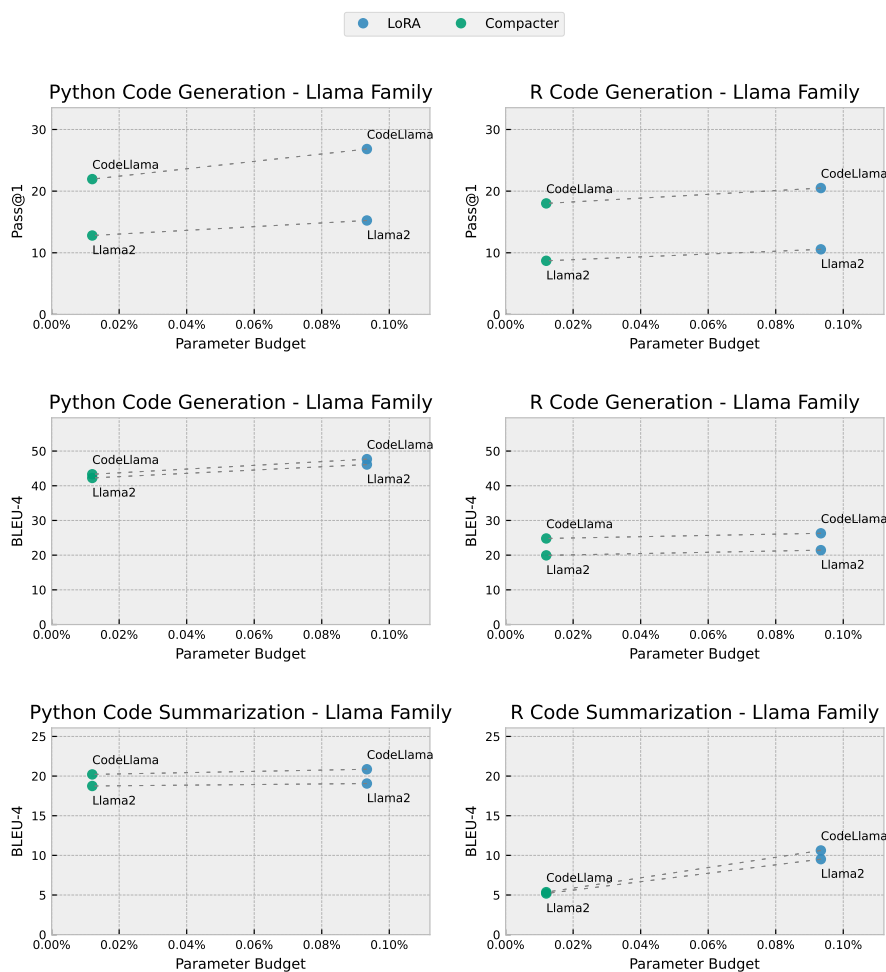 LoRA Compacter
Python Code Generation - Llama Family
Pass@1
30
20
10
0
CodeLlama
CodeLlama
Llama2
Llama2
0.00% 0.02% 0.04% 0.06% 0.08% 0.10%
Parameter Budget
R Code Generation - Llama Family
Pass@1
30
20
10
0
CodeLlama
CodeLlama
Llama2
Llama2
0.00% 0.02% 0.04% 0.06% 0.08% 0.10%
Parameter Budget
Python Code Generation - Llama Family
BLEU-4
50
40
30
20
10
0
CodeLlama
CodeLlama
Llama2
Llama2
0.00% 0.02% 0.04% 0.06% 0.08% 0.10%
Parameter Budget
R Code Generation - Llama Family
BLEU-4
50
40
30
20
10
0
CodeLlama
CodeLlama
Llama2
Llama2
0.00% 0.02% 0.04% 0.06% 0.08% 0.10%
Parameter Budget
Python Code Summarization - Llama Family
BLEU-4
25
20
15
10
5
0
CodeLlama
CodeLlama
Llama2
Llama2
0.00% 0.02% 0.04% 0.06% 0.08% 0.10%
Parameter Budget
R Code Summarization - Llama Family
BLEU-4
25
20
15
10
5
0
CodeLlama
CodeLlama
Llama2
Llama2
0.00% 0.02% 0.04% 0.06% 0.08% 0.10%
Parameter Budget